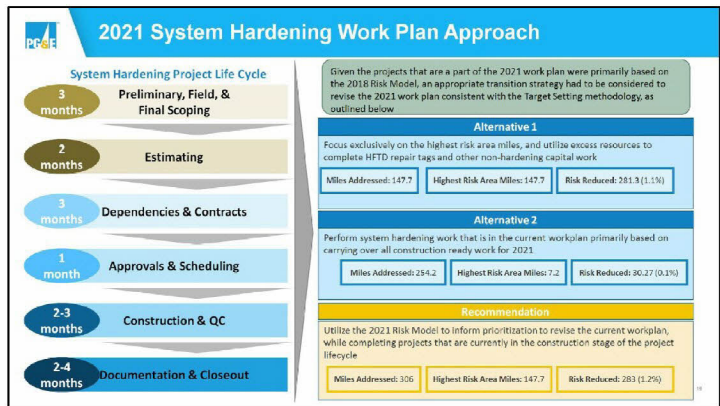 PG&E
2021 System Hardening Work Plan Approach
System Hardening Project Life Cycle
3
months
Preliminary, Field, &
Final Scoping
2
months
Estimating
3
months
Dependencies & Contracts
1
month
Approvals & Scheduling
2-3
months
Construction & QC
2-4
months
Documentation & Closeout
Given the projects that are a part of the 2021 work plan were primarily based on
the 2018 Risk Model, an appropriate transition strategy had to be considered to
revise the 2021 work plan consistent with the Target Setting methodology, as
outlined below
Alternative 1
Focus exclusively on the highest risk area miles, and utilize excess resources to
complete HFTD repair tags and other non-hardening capital work
Miles Addressed: 147.7 Highest Risk Area Miles: 147.7 Risk Reduced: 281.3 (1.1%)
Alternative 2
Perform system hardening work that is in the current workplan primarily based on
carrying over all construction ready work for 2021
Miles Addressed: 254.2 Highest Risk Area Miles: 7.2 Risk Reduced: 30.27 (0.1%)
Recommendation
Utilize the 2021 Risk Model to inform prioritization to revise the current workplan,
while completing projects that are currently in the construction stage of the project
lifecycle
Miles Addressed: 306 Highest Risk Area Miles: 147.7 Risk Reduced: 283 (1.2%)